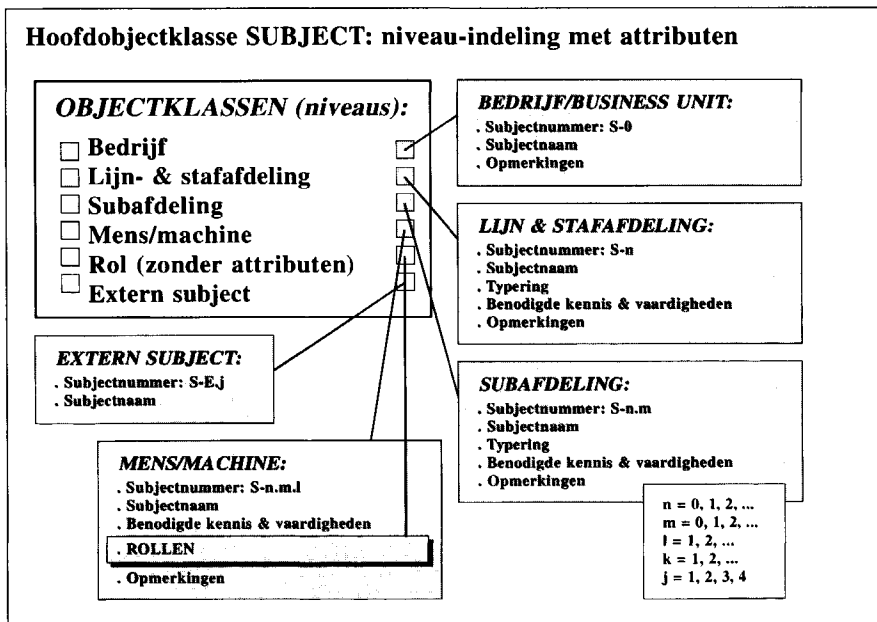 Hoofdobjectklasse SUBJECT: niveau-indeling met attributen
OBJECTKLASSEN (niveaus):
Bedrijf
Lijn- & stafafdeling
Subafdeling
Mens/machine
Rol (zonder attributen)
Extern subject
BEDRIJF/BUSINESS UNIT:
. Subjectnummer: S-0
. Subjectnaam
. Opmerkingen
LIJN & STAFAFDELING:
. Subjectnummer: S-n
. Subjectnaam
. Typering
. Benodigde kennis & vaardigheden
. Opmerkingen
EXTERN SUBJECT:
. Subjectnummer: S-E.j
. Subjectnaam
SUBAFDELING:
. Subjectnummer: S-n.m
. Subjectnaam
. Typering
. Benodigde kennis & vaardigheden
. Opmerkingen
MENS/MACHINE:
. Subjectnummer: S-n.m.l
. Subjectnaam
. Benodigde kennis & vaardigheden
. ROLLEN
. Opmerkingen
n = 0, 1, 2, ...
m = 0, 1, 2, ...
l = 1, 2, ...
k = 1, 2, ...
j = 1, 2, 3, 4